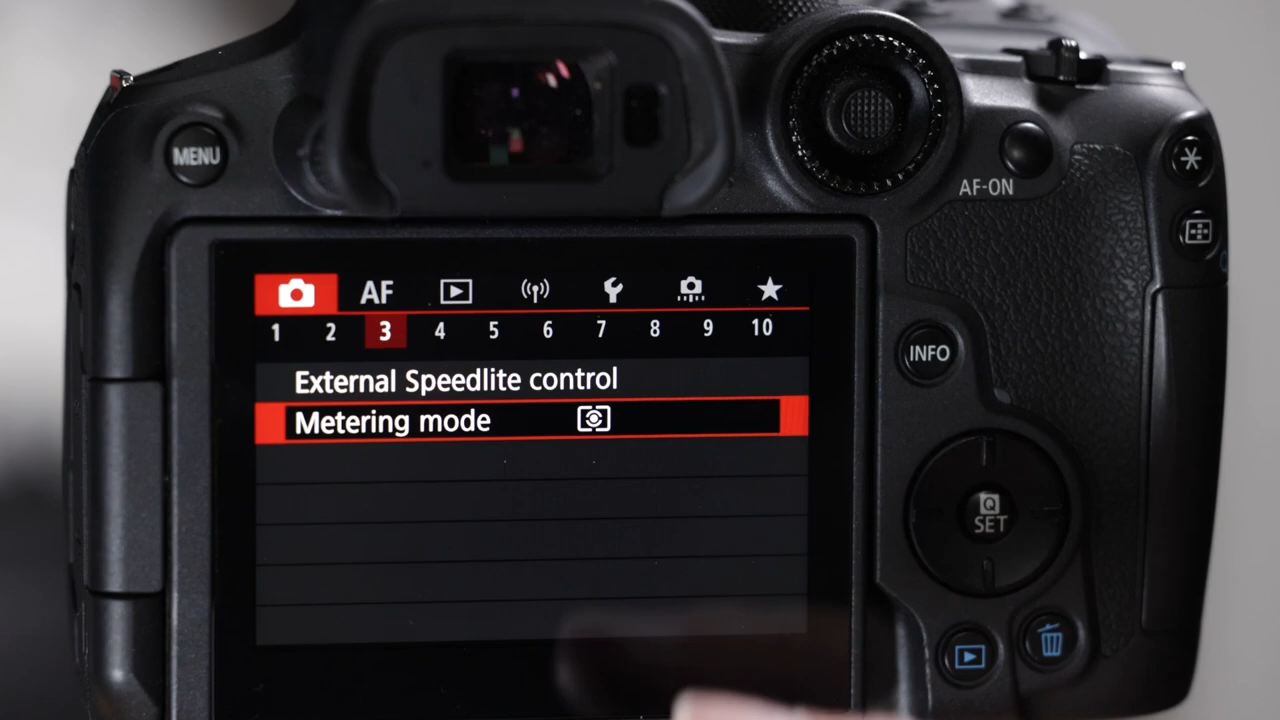 MENU
AF-ON
AF
1 2 3 4 5 6 7 8 9 10
INFO
External Speedlite control
Metering mode
Q
SET